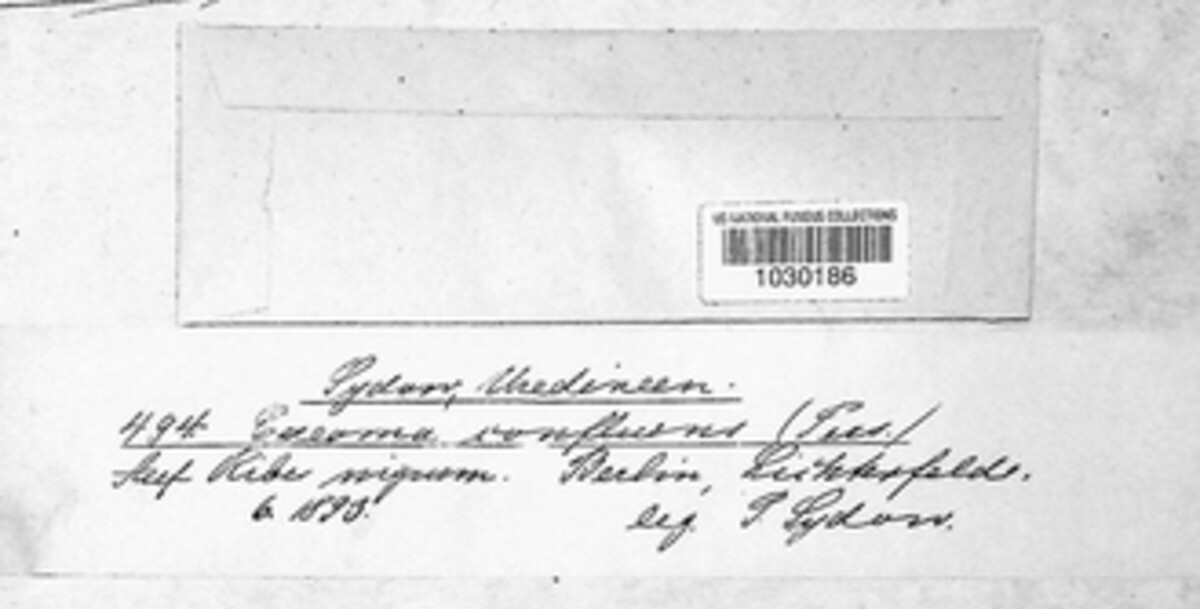 US NATIONAL FUNGUS COLLECTIONS
1030186
Sydow, Uredineen.
494. Caeoma confluens (Pers.)
Auf Ribes nigrum. Berlin, Lichterfelde.
6. 1893. leg. P. Sydow.